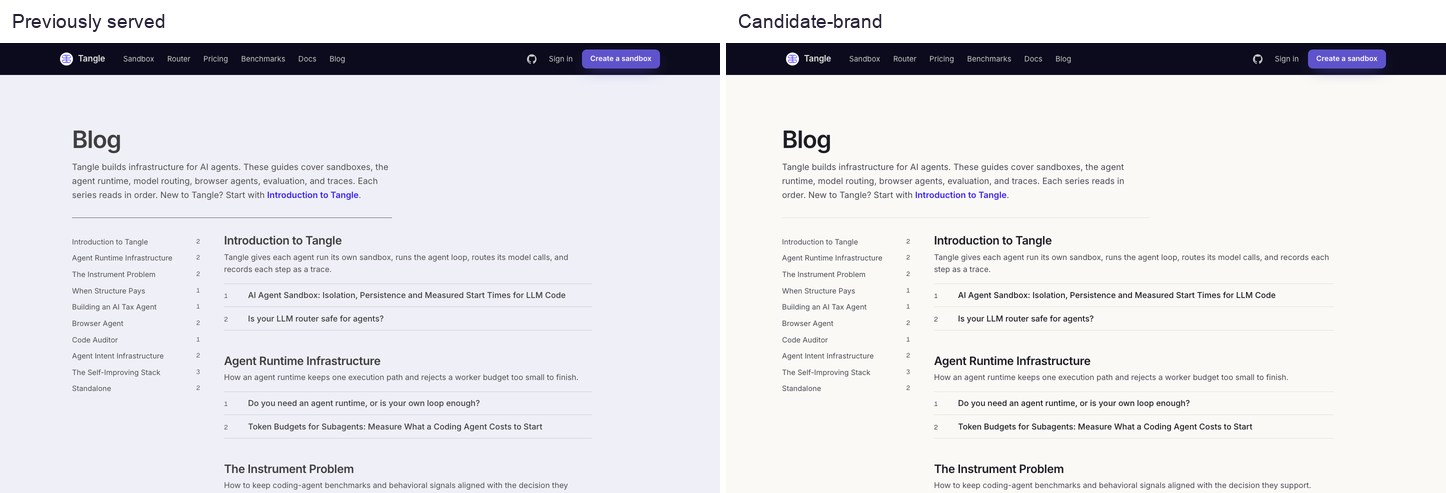 Previously served
Tangle Sandbox Router Pricing Benchmarks Docs Blog Sign in Create a sandbox
Blog
Tangle builds infrastructure for AI agents. These guides cover sandboxes, the
agent runtime, model routing, browser agents, evaluation, and traces. Each
series reads in order. New to Tangle? Start with Introduction to Tangle.
Introduction to Tangle 2
Agent Runtime Infrastructure 2
The Instrument Problem 2
When Structure Pays 1
Building an AI Tax Agent 1
Browser Agent 2
Code Auditor 1
Agent Intent Infrastructure 2
The Self-Improving Stack 3
Standalone 2
Introduction to Tangle
Tangle gives each agent run its own sandbox, runs the agent loop, routes its model calls, and
records each step as a trace.
1 AI Agent Sandbox: Isolation, Persistence and Measured Start Times for LLM Code
2 Is your LLM router safe for agents?
Agent Runtime Infrastructure
How an agent runtime keeps one execution path and rejects a worker budget too small to finish.
1 Do you need an agent runtime, or is your own loop enough?
2 Token Budgets for Subagents: Measure What a Coding Agent Costs to Start
The Instrument Problem
How to keep coding-agent benchmarks and behavioral signals aligned with the decision they
Candidate-brand
Tangle Sandbox Router Pricing Benchmarks Docs Blog Sign in Create a sandbox
Blog
Tangle builds infrastructure for AI agents. These guides cover sandboxes, the agent
runtime, model routing, browser agents, evaluation, and traces. Each series reads in
order. New to Tangle? Start with Introduction to Tangle.
Introduction to Tangle 2
Agent Runtime Infrastructure 2
The Instrument Problem 2
When Structure Pays 1
Building an AI Tax Agent 1
Browser Agent 2
Code Auditor 1
Agent Intent Infrastructure 2
The Self-Improving Stack 3
Standalone 2
Introduction to Tangle
Tangle gives each agent run its own sandbox, runs the agent loop, routes its model calls, and records each
step as a trace.
1 AI Agent Sandbox: Isolation, Persistence and Measured Start Times for LLM Code
2 Is your LLM router safe for agents?
Agent Runtime Infrastructure
How an agent runtime keeps one execution path and rejects a worker budget too small to finish.
1 Do you need an agent runtime, or is your own loop enough?
2 Token Budgets for Subagents: Measure What a Coding Agent Costs to Start
The Instrument Problem
How to keep coding-agent benchmarks and behavioral signals aligned with the decision they support.